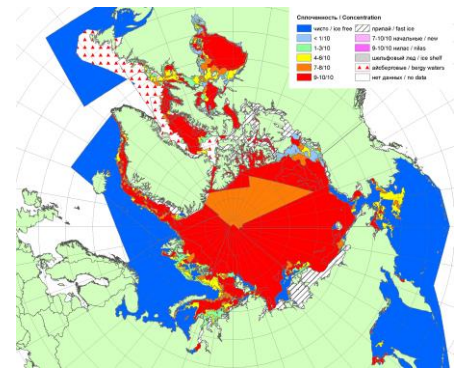 Сплоченность / Concentration
чисто / ice free
< 1/10
1-3/10
4-6/10
7-8/10
9-10/10
припай / fast ice
7-10/10 начальные / new
9-10/10 нилас / nilas
шельфовый лед / ice shelf
айсберговые / bergy waters
нет данных / no data